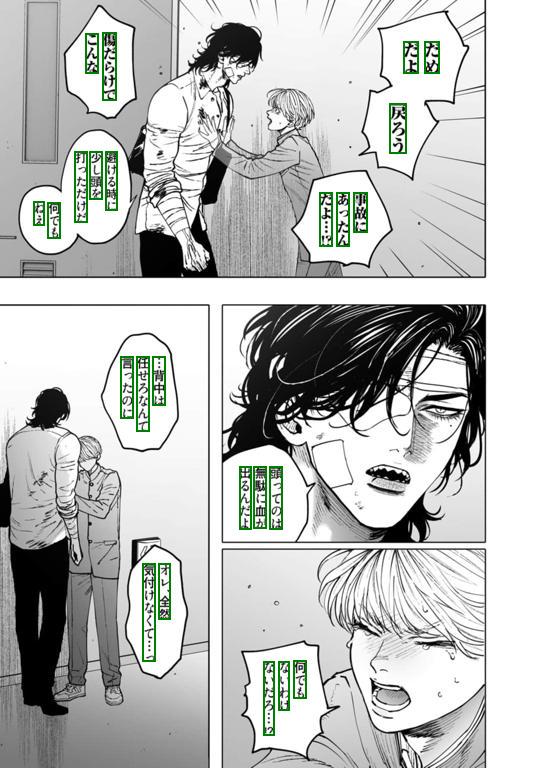 だめ
だよ
戻ろう
事故に
あったん
だよ…!?
傷だらけで
こんな
避ける時に
少し頭を
打っただけだ
何でも
ねぇ
頭ってのは
無駄に血が
出るんだよ
何でも
ないわけ
ないだろ…!?
…背中は
任せろなんて
言ったのに
オレ、全然
気付けなくて…っ